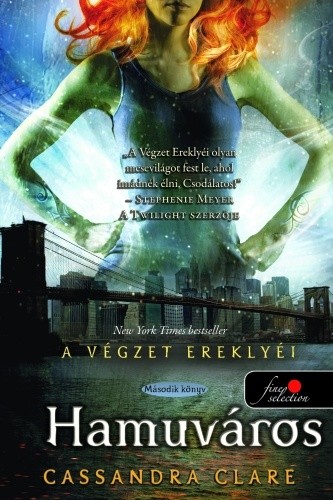 „A Végzet Ereklyéi olyan
mesevilágot fest le, ahol
imádnék élni. Csodálatos!”
– STEPHENIE MEYER
A TWILIGHT SZERZŐJE
New York Times bestseller
A VÉGZET EREKLYÉI
Második könyv
fine
selection
Hamuváros
CASSANDRA CLARE